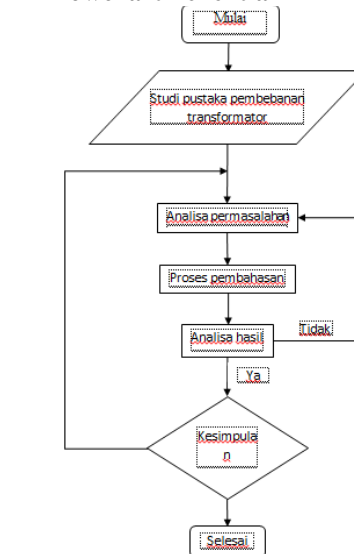 Mulai
Studi pustaka pembebanan
transformator
Analisa permasalahan
Proses pembahasan
Analisa hasil
Tidak
Ya
Kesimpula
n
Selesai